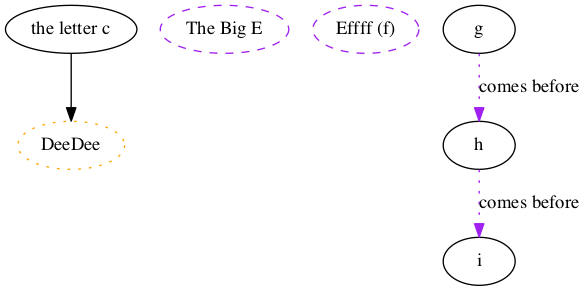 the letter c
The Big E
Effff (f)
g
comes before
DeeDee
h
comes before
i